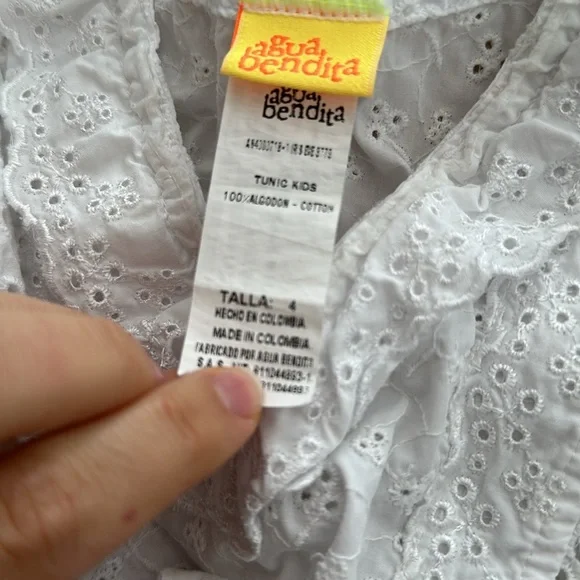 agua
bendita
agua
bendita
TUNIC KIDS
100%ALGODON - COTTON
TALLA: 4
HECHO EN COLOMBIA
MADE IN COLOMBIA
FABRICADO POR AGUA BENDITA
S.A.S.